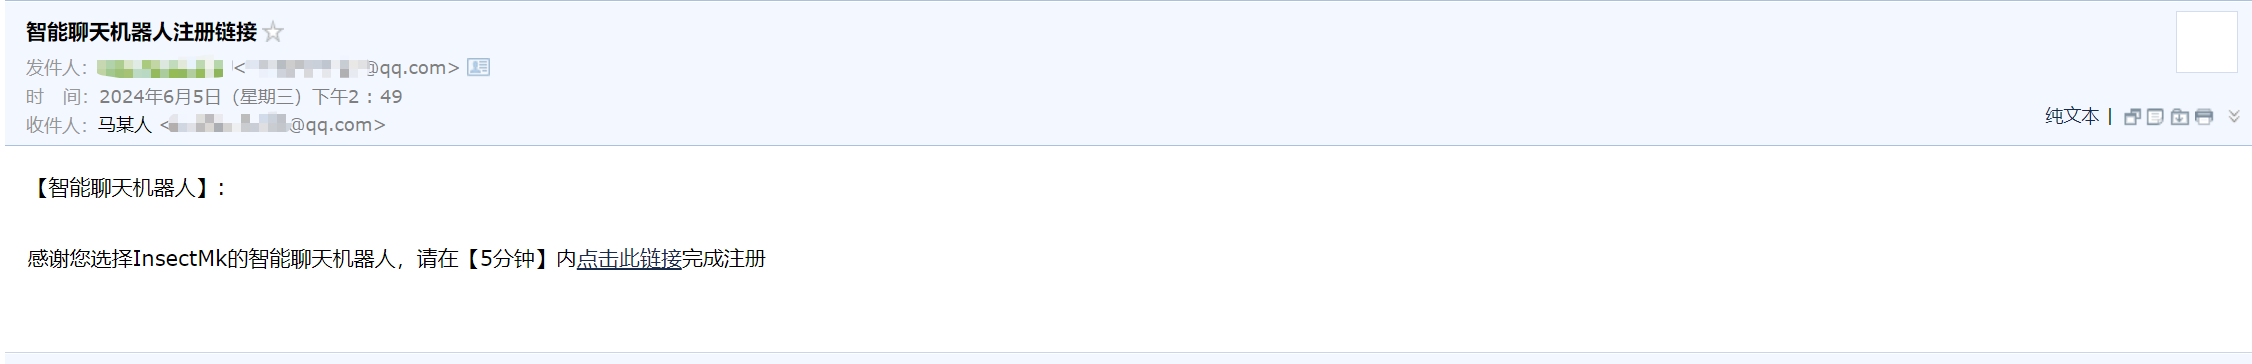 智能聊天机器人注册链接
发件人： <@qq.com>
时　间：2024年6月5日（星期三）下午2：49
收件人：马某人 <@qq.com>
纯文本 |
【智能聊天机器人】：
感谢您选择InsectMk的智能聊天机器人，请在【5分钟】内点击此链接完成注册